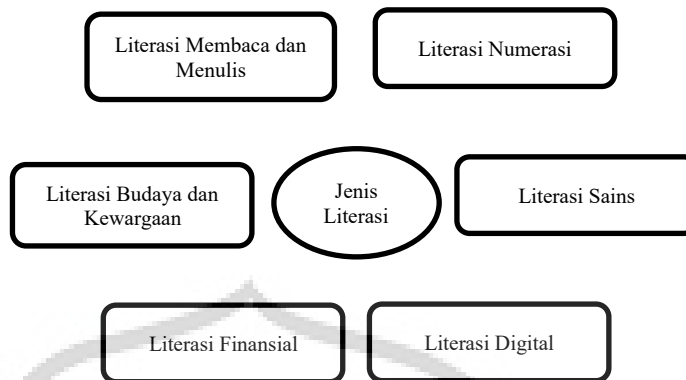 Literasi Membaca dan
Menulis
Literasi Numerasi
Literasi Budaya dan
Kewargaan
Jenis
Literasi
Literasi Sains
Literasi Finansial
Literasi Digital